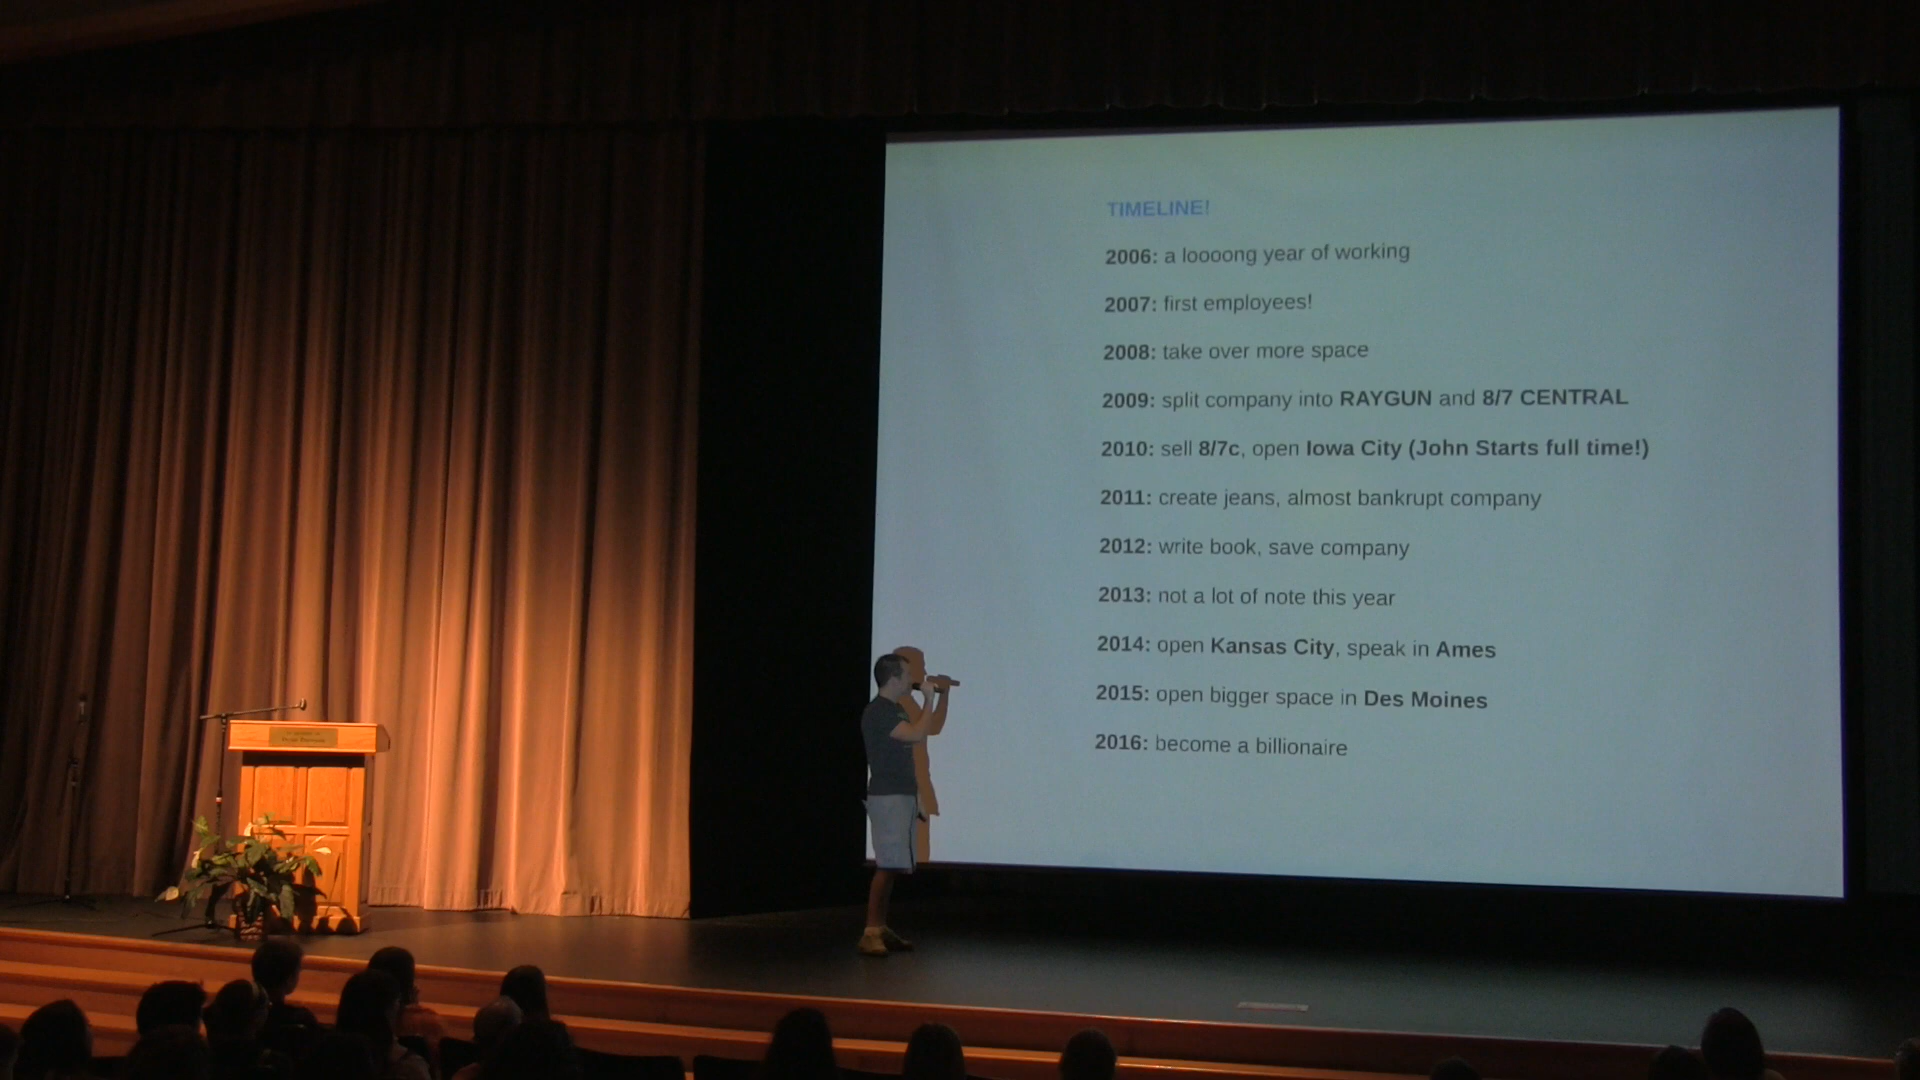 TIMELINE!
2006: a loooong year of working
2007: first employees!
2008: take over more space
2009: split company into RAYGUN and 8/7 CENTRAL
2010: sell 8/7c, open Iowa City (John Starts full time!)
2011: create jeans, almost bankrupt company
2012: write book, save company
2013: not a lot of note this year
2014: open Kansas City, speak in Ames
2015: open bigger space in Des Moines
2016: become a billionaire